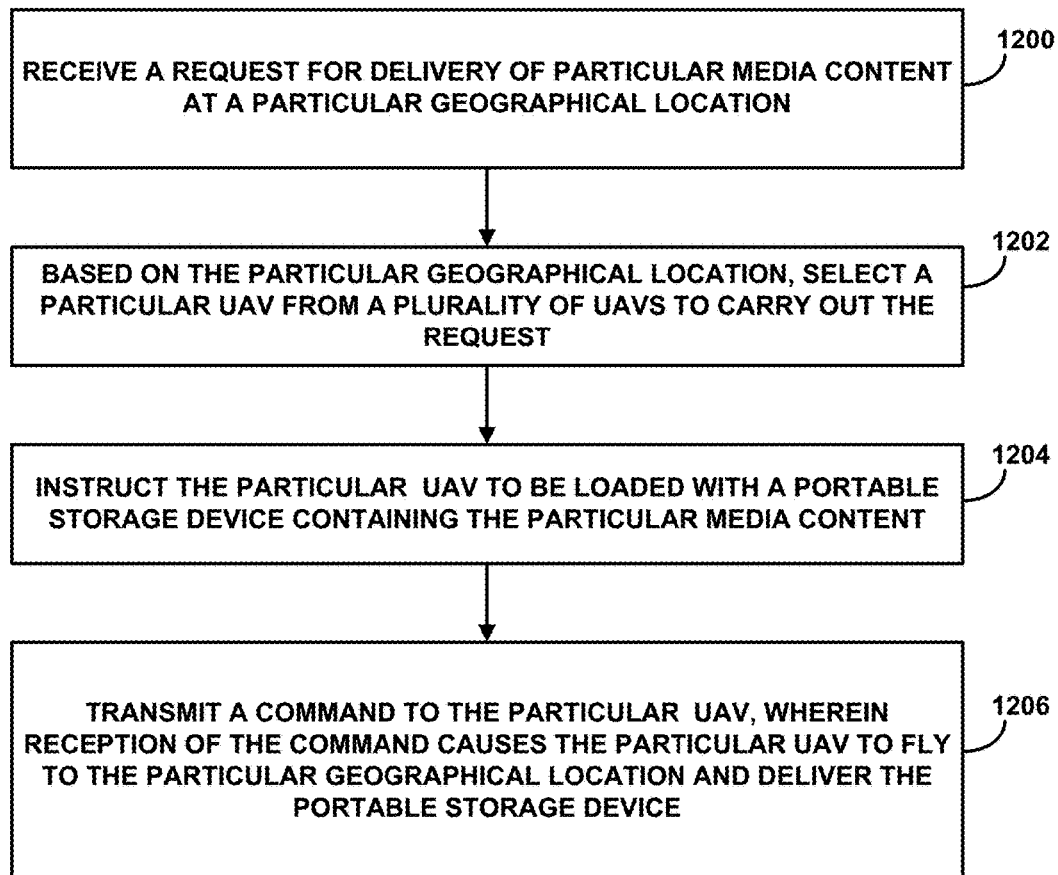 1200
RECEIVE A REQUEST FOR DELIVERY OF PARTICULAR MEDIA CONTENT
AT A PARTICULAR GEOGRAPHICAL LOCATION
1202
BASED ON THE PARTICULAR GEOGRAPHICAL LOCATION, SELECT A
PARTICULAR UAV FROM A PLURALITY OF UAVS TO CARRY OUT THE
REQUEST
1204
INSTRUCT THE PARTICULAR UAV TO BE LOADED WITH A PORTABLE
STORAGE DEVICE CONTAINING THE PARTICULAR MEDIA CONTENT
1206
TRANSMIT A COMMAND TO THE PARTICULAR UAV, WHEREIN
RECEPTION OF THE COMMAND CAUSES THE PARTICULAR UAV TO FLY
TO THE PARTICULAR GEOGRAPHICAL LOCATION AND DELIVER THE
PORTABLE STORAGE DEVICE